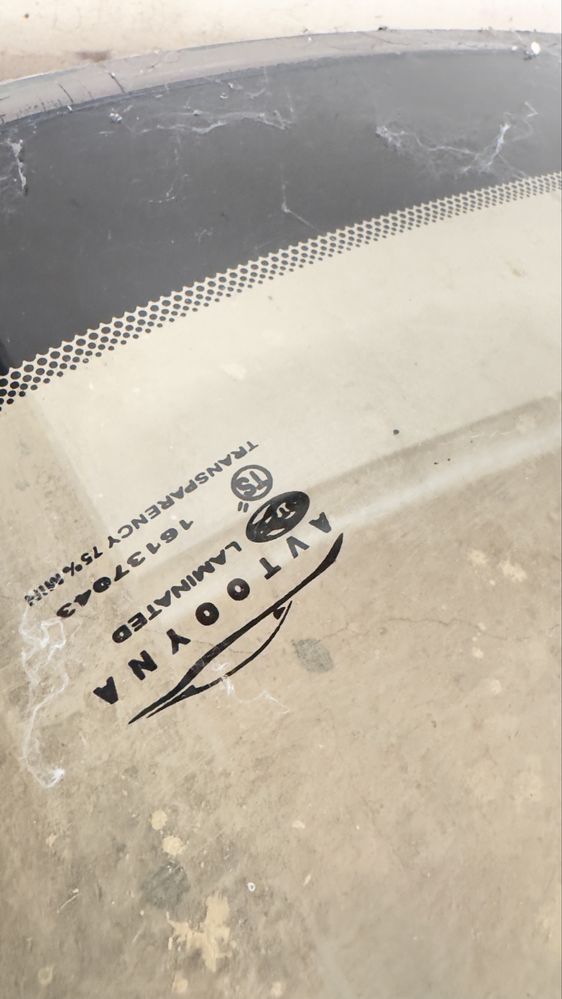 AVTOOYNA
LAMINATED
16137043
TS
TRANSPARENCY 75% MIN